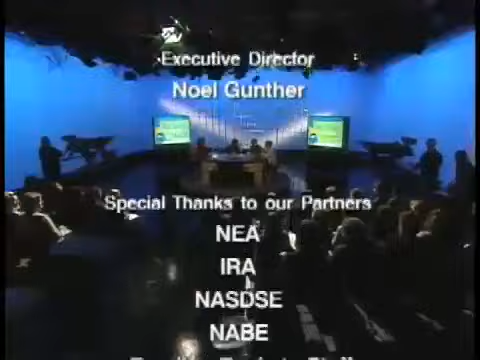 Executive Director
Noel Gunther
Special Thanks to our Partners
NEA
IRA
NASDSE
NABE